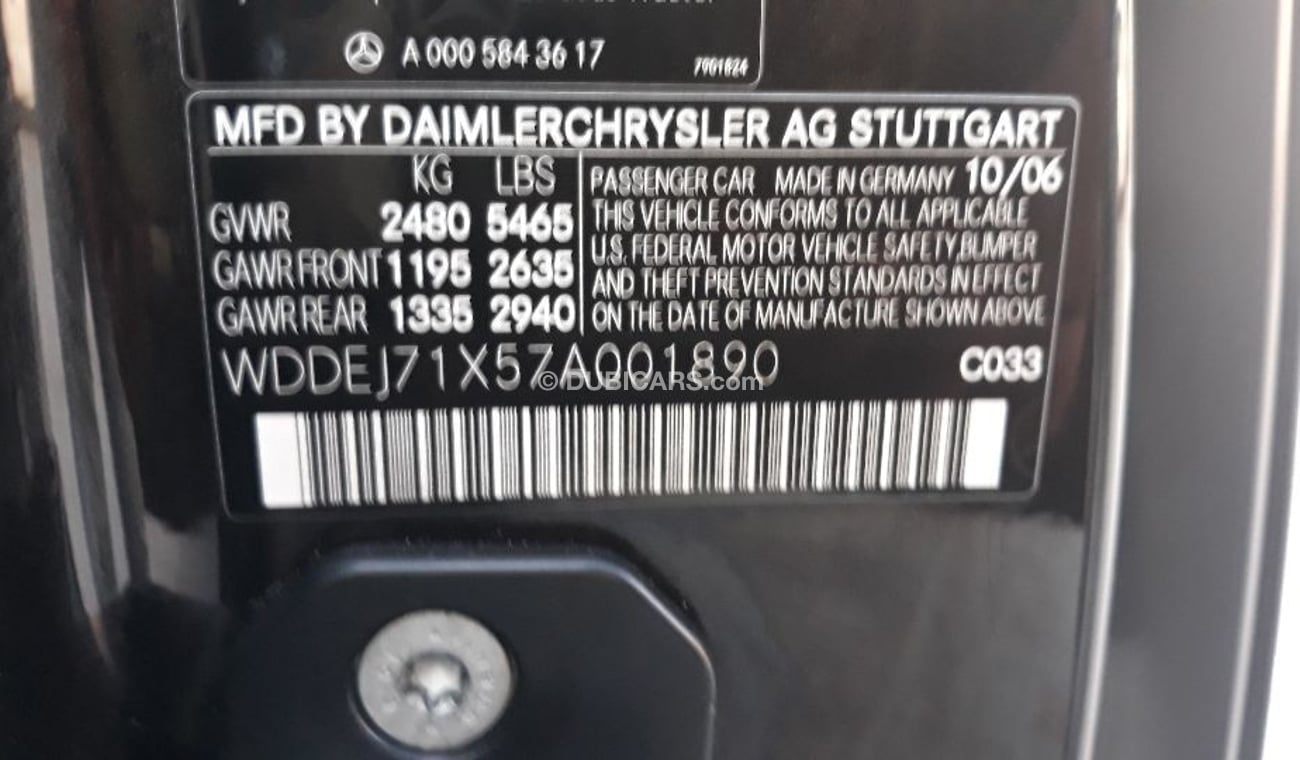 A 000 584 36 17
7901824
MFD BY DAIMLERCHRYSLER AG STUTTGART
KG LBS
GVWR 2480 5465
GAWR FRONT 1195 2635
GAWR REAR 1335 2940
PASSENGER CAR MADE IN GERMANY 10/06
THIS VEHICLE CONFORMS TO ALL APPLICABLE
U.S. FEDERAL MOTOR VEHICLE SAFETY,BUMPER
AND THEFT PREVENTION STANDARDS IN EFFECT
ON THE DATE OF MANUFACTURE SHOWN ABOVE
WDDEJ71X57A001890 C033
© DUBICARS.com